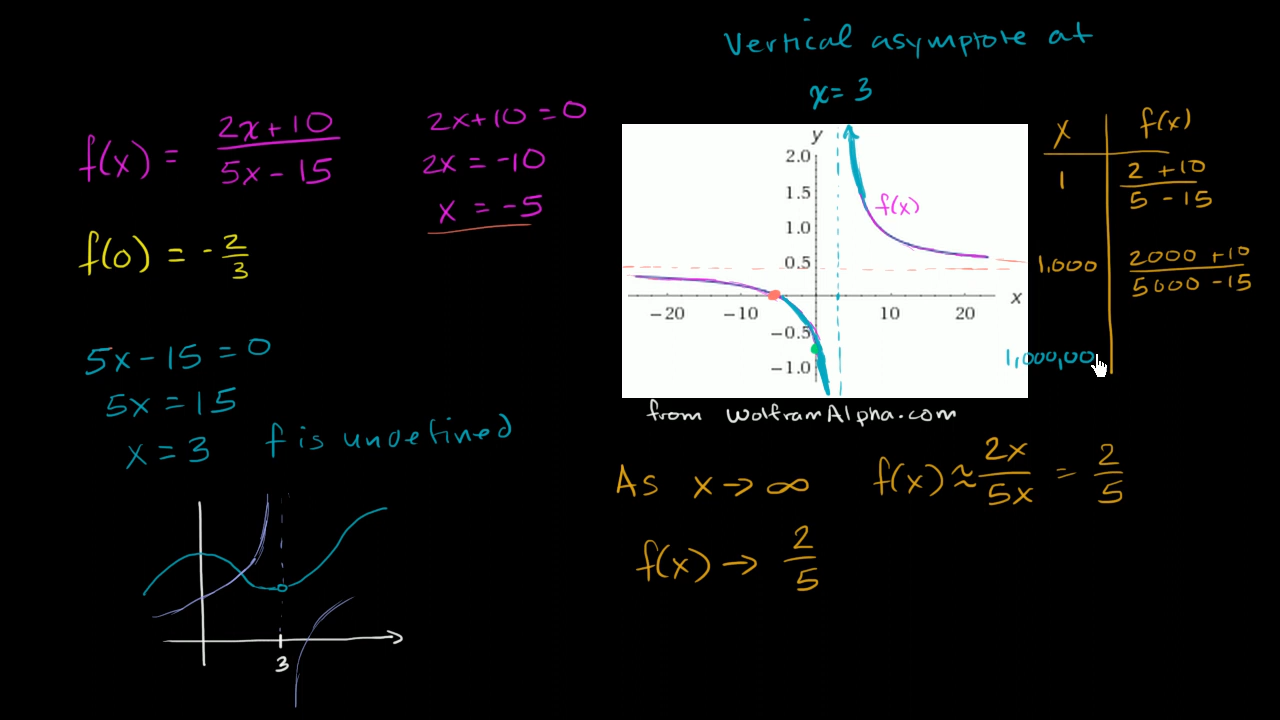 Vertical asymptote at
x = 3
f(x) = 2x+10 / 5x-15
2x+10 = 0
2x = -10
x = -5
f(0) = -2/3
5x-15 = 0
5x = 15
x = 3 f is undefined
3
y
2.0
1.5
1.0
0.5
-0.5
-1.0
-20 -10 10 20 x
f(x)
from WolframAlpha.com
x f(x)
1 2+10 / 5-15
1,000 2000+10 / 5000-15
1,000,00
As x → ∞ f(x) ≈ 2x/5x = 2/5
f(x) → 2/5